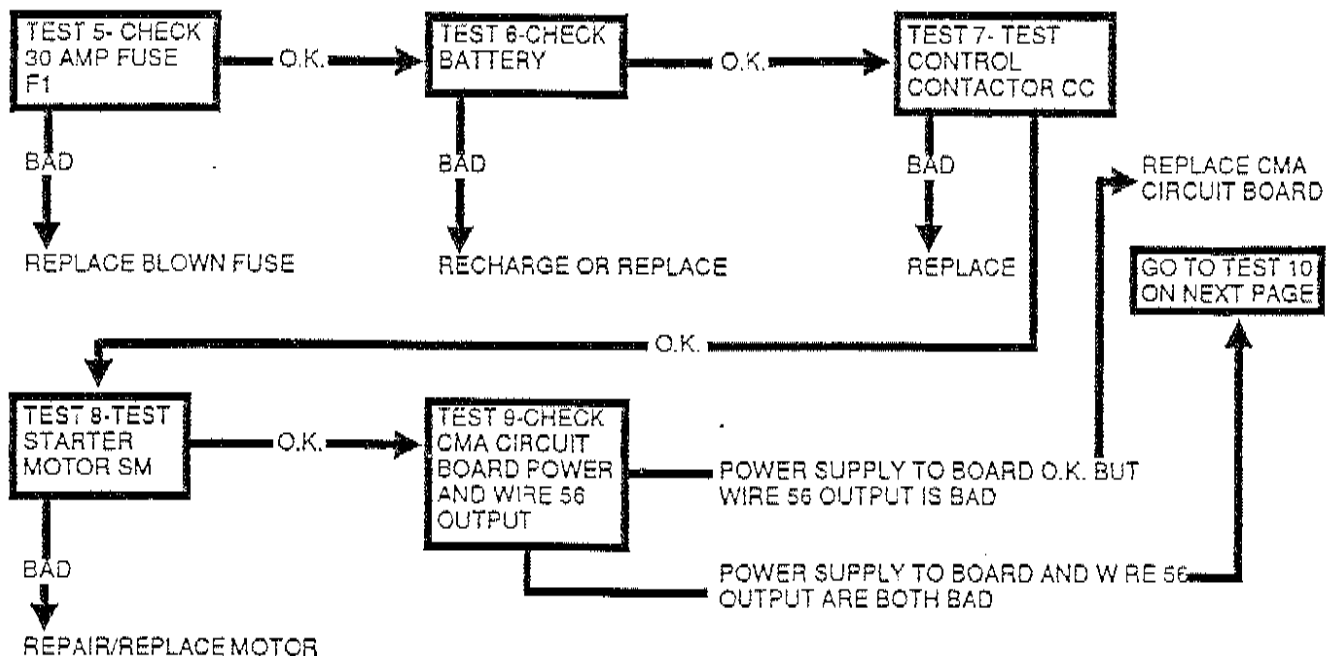 TEST 5- CHECK
30 AMP FUSE
F1
O.K.
TEST 6-CHECK
BATTERY
O.K.
TEST 7- TEST
CONTROL
CONTACTOR CC
BAD
BAD
BAD
REPLACE CMA
CIRCUIT BOARD
REPLACE BLOWN FUSE
RECHARGE OR REPLACE
REPLACE
GO TO TEST 10
ON NEXT PAGE
O.K.
TEST 8-TEST
STARTER
MOTOR SM
O.K.
TEST 9-CHECK
CMA CIRCUIT
BOARD POWER
AND WIRE 56
OUTPUT
POWER SUPPLY TO BOARD O.K. BUT
WIRE 56 OUTPUT IS BAD
BAD
POWER SUPPLY TO BOARD AND W RE 56
OUTPUT ARE BOTH BAD
REPAIR/REPLACE MOTOR